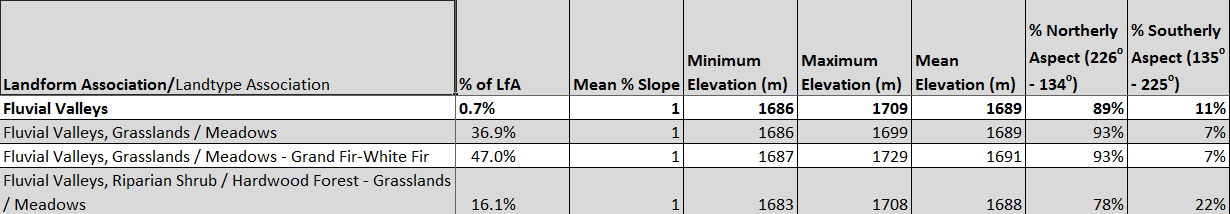 Landform Association/Landtype Association % of LfA Mean % Slope Minimum Elevation (m) Maximum Elevation (m) Mean Elevation (m) % Northerly Aspect (226° - 134°) % Southerly Aspect (135° - 225°)
Fluvial Valleys 0.7% 1 1686 1709 1689 89% 11%
Fluvial Valleys, Grasslands / Meadows 36.9% 1 1686 1699 1689 93% 7%
Fluvial Valleys, Grasslands / Meadows - Grand Fir-White Fir 47.0% 1 1687 1729 1691 93% 7%
Fluvial Valleys, Riparian Shrub / Hardwood Forest - Grasslands
/ Meadows 16.1% 1 1683 1708 1688 78% 22%